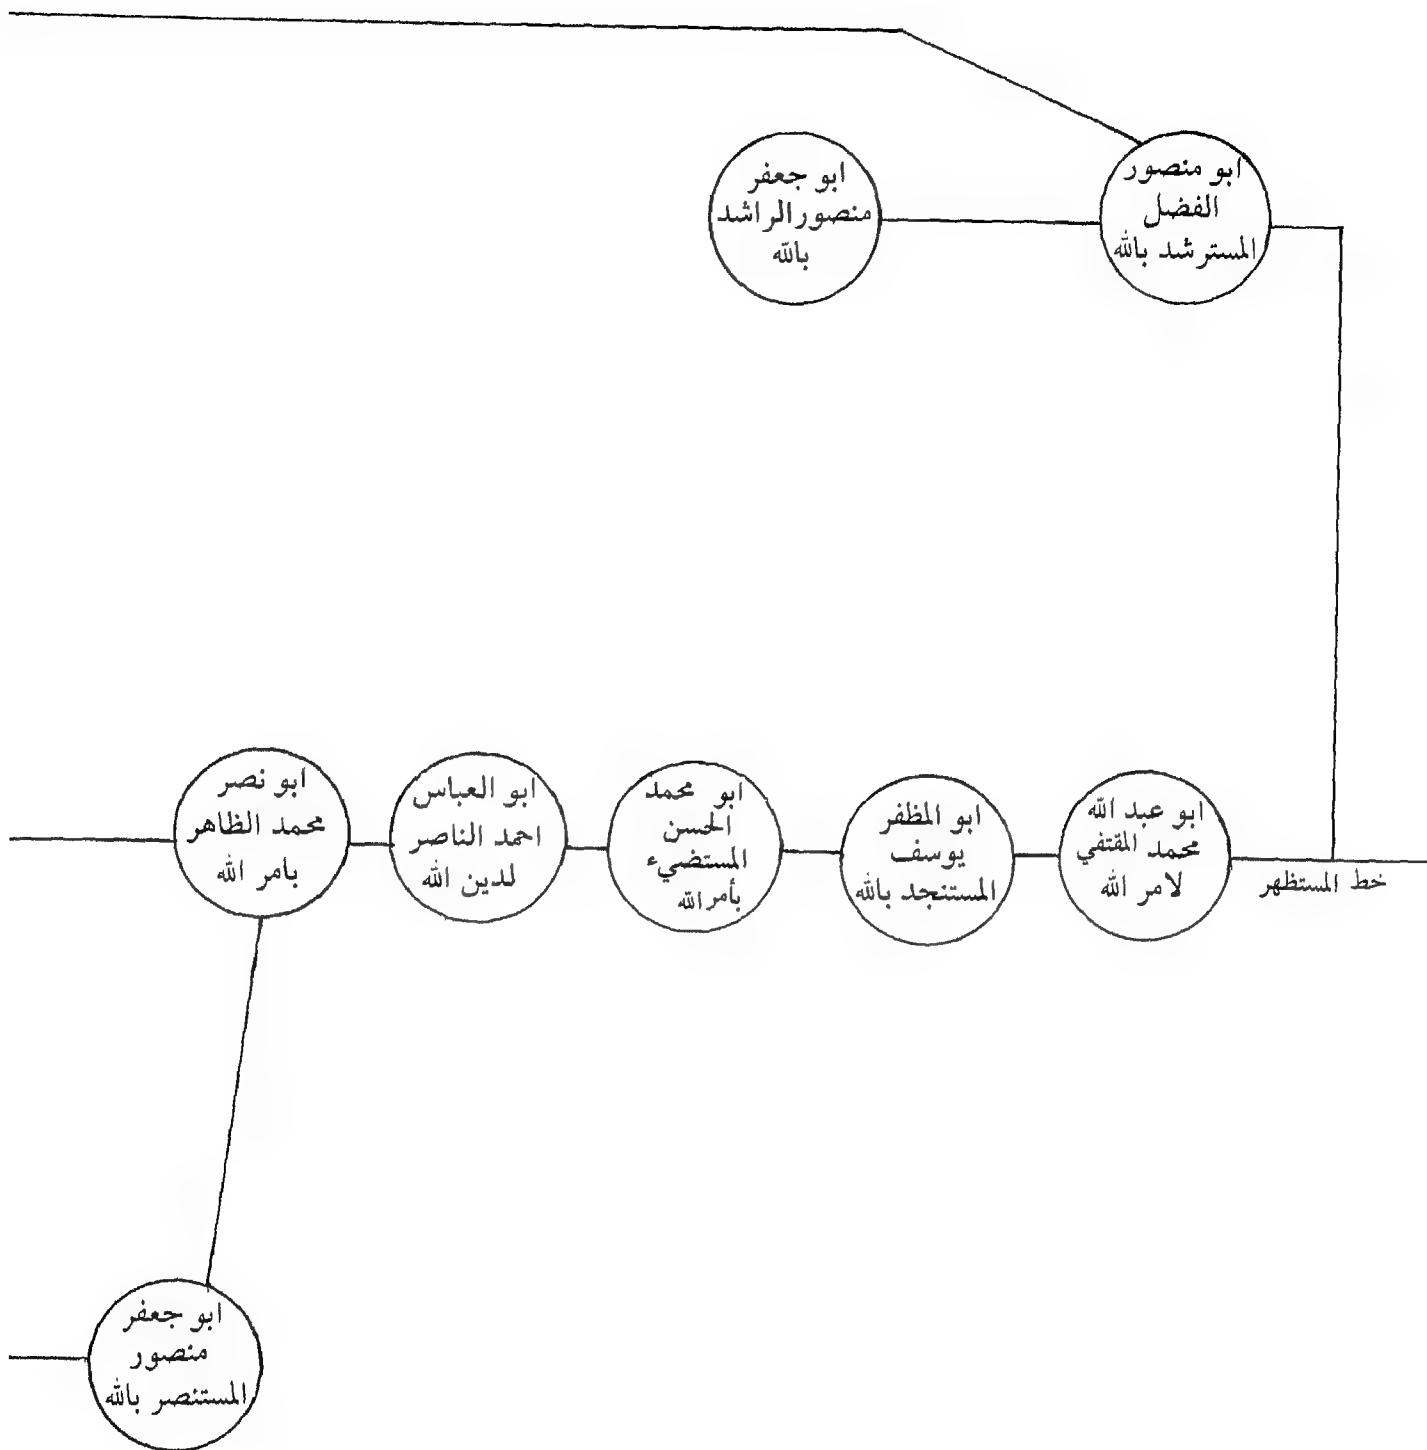 ابو منصور
الفضل
المسترشد بالله
ابو جعفر
منصور الراشد
بالله
خط المستظهر
ابو عبد الله
محمد المقتفي
لامر الله
ابو المظفر
يوسف
المستنجد بالله
ابو محمد
الحسن
المستضيء
بأمر الله
ابو العباس
احمد الناصر
لدين الله
ابو نصر
محمد الظاهر
بامر الله
ابو جعفر
منصور
المستنصر بالله